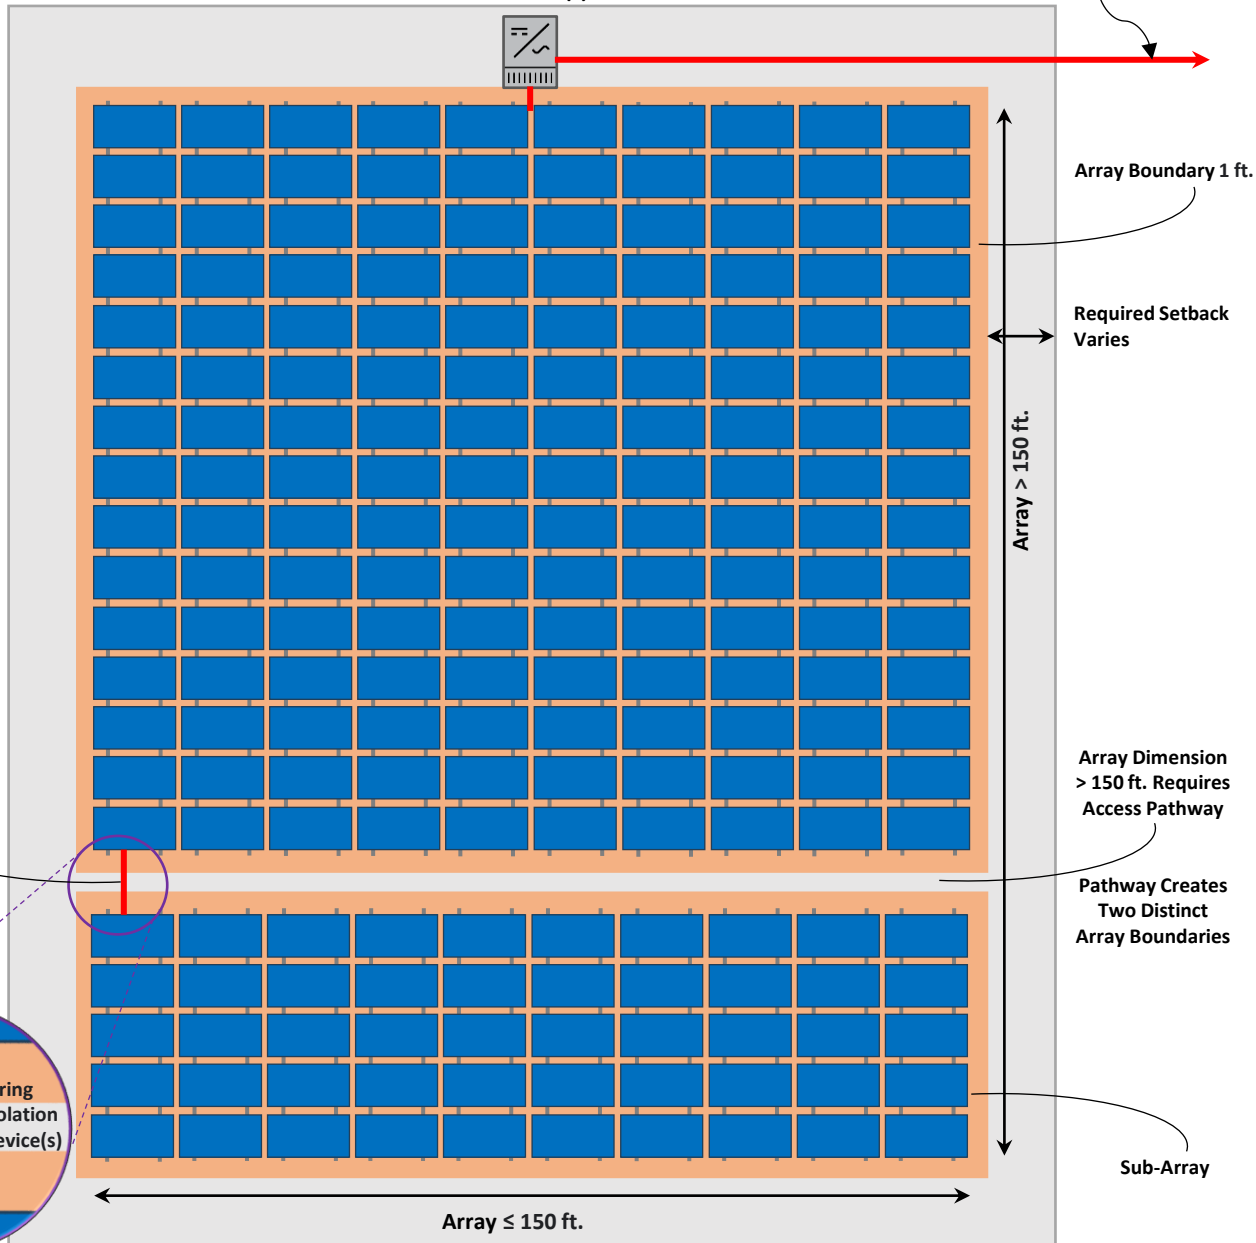 Array Boundary 1 ft.
Required Setback
Varies
Array > 150 ft.
Array Dimension
> 150 ft. Requires
Access Pathway
Pathway Creates
Two Distinct
Array Boundaries
Sub-Array
Array ≤ 150 ft.